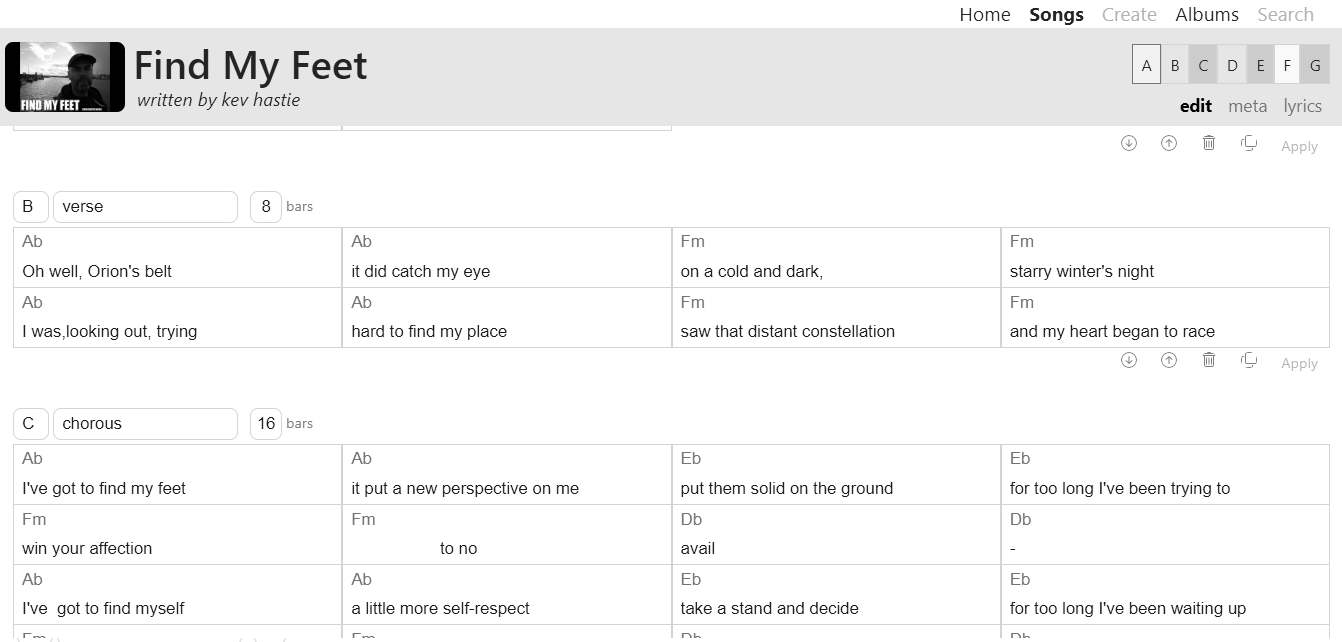 Home Songs Create Albums Search
FIND MY FEET
Find My Feet
written by kev hastie
A B C D E F G
edit meta lyrics
Apply
B verse 8 bars
Ab Ab Fm Fm
Oh well, Orion's belt it did catch my eye on a cold and dark, starry winter's night
Ab Ab Fm Fm
I was,looking out, trying hard to find my place saw that distant constellation and my heart began to race
Apply
C chorous 16 bars
Ab Ab Eb Eb
I've got to find my feet it put a new perspective on me put them solid on the ground for too long I've been trying to
Fm Fm Db Db
win your affection to no avail -
Ab Ab Eb Eb
I've  got to find myself a little more self-respect take a stand and decide for too long I've been waiting up
Fm Fm Db Db